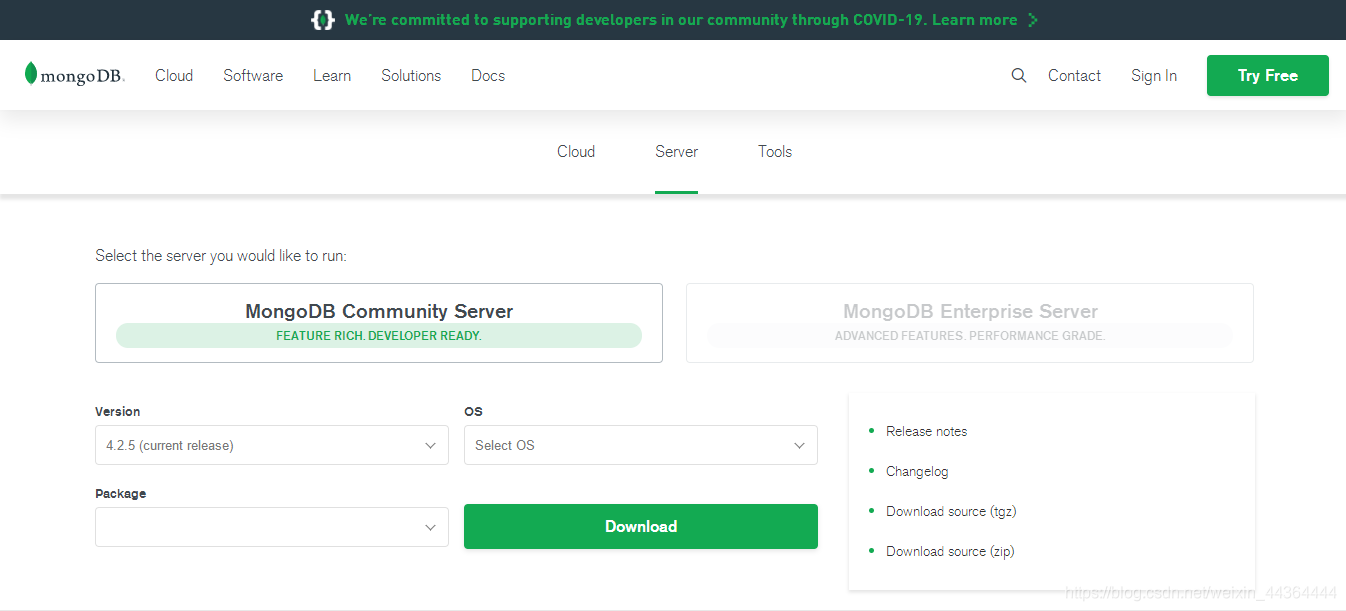 We're committed to supporting developers in our community through COVID-19. Learn more
mongoDB.
Cloud Software Learn Solutions Docs Contact Sign In Try Free
Cloud Server Tools
Select the server you would like to run:
MongoDB Community Server
FEATURE RICH. DEVELOPER READY.
MongoDB Enterprise Server
ADVANCED FEATURES. PERFORMANCE GRADE.
Version
4.2.5 (current release)
OS
Select OS
Package
Download
Release notes
Changelog
Download source (tgz)
Download source (zip)
https://blog.csdn.net/weixin_44364444